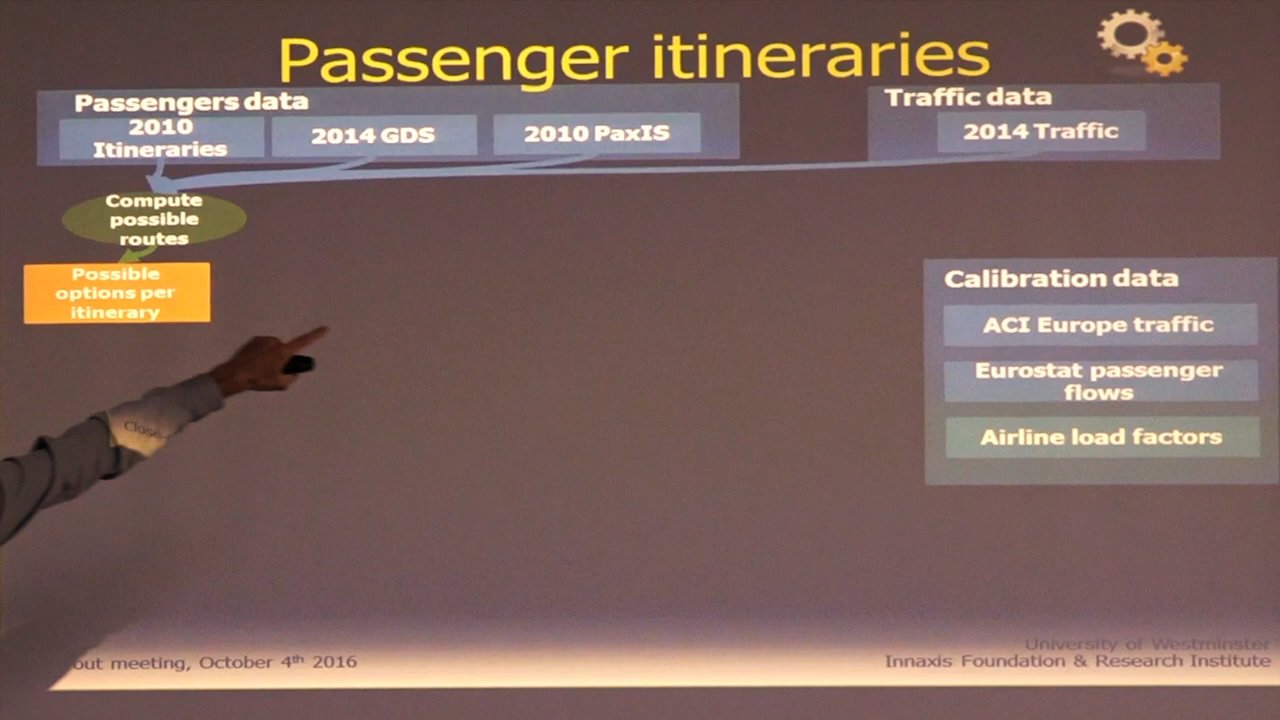 Passenger itineraries
Passengers data
2010
Itineraries
2014 GDS
2010 PaxIS
Traffic data
2014 Traffic
Compute
possible
routes
Possible
options per
itinerary
Calibration data
ACI Europe traffic
Eurostat passenger
flows
Airline load factors
Close
out meeting, October 4th 2016
University of Westminster
Innaxis Foundation & Research Institute